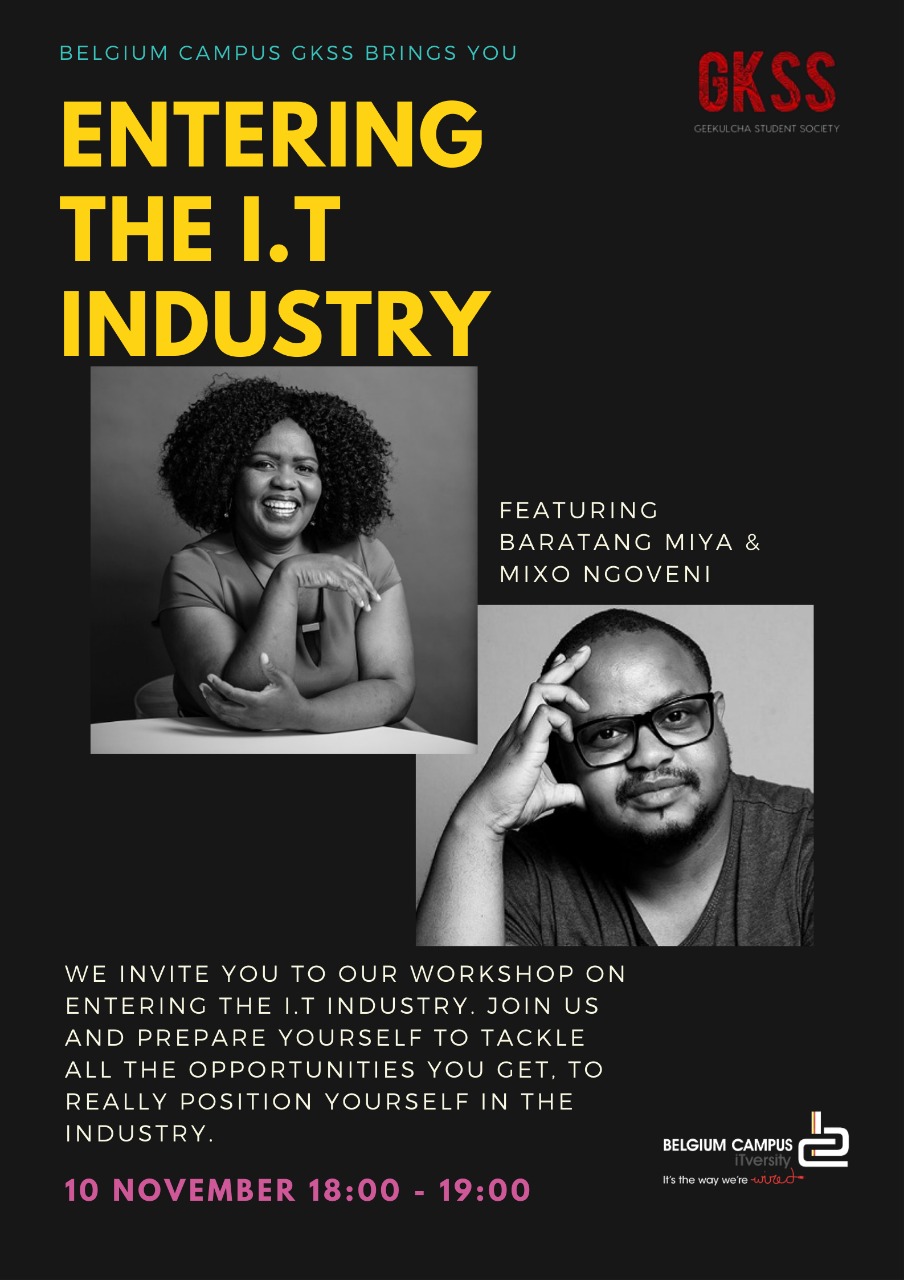 BELGIUM CAMPUS GKSS BRINGS YOU
GKSS
GEEKULCHA STUDENT SOCIETY
ENTERING
THE I.T
INDUSTRY
FEATURING
BARATANG MIYA &
MIXO NGOVENI
WE INVITE YOU TO OUR WORKSHOP ON
ENTERING THE I.T INDUSTRY. JOIN US
AND PREPARE YOURSELF TO TACKLE
ALL THE OPPORTUNITIES YOU GET, TO
REALLY POSITION YOURSELF IN THE
INDUSTRY.
10 NOVEMBER 18:00 - 19:00
BELGIUM CAMPUS
iTversity
It's the way we're wired